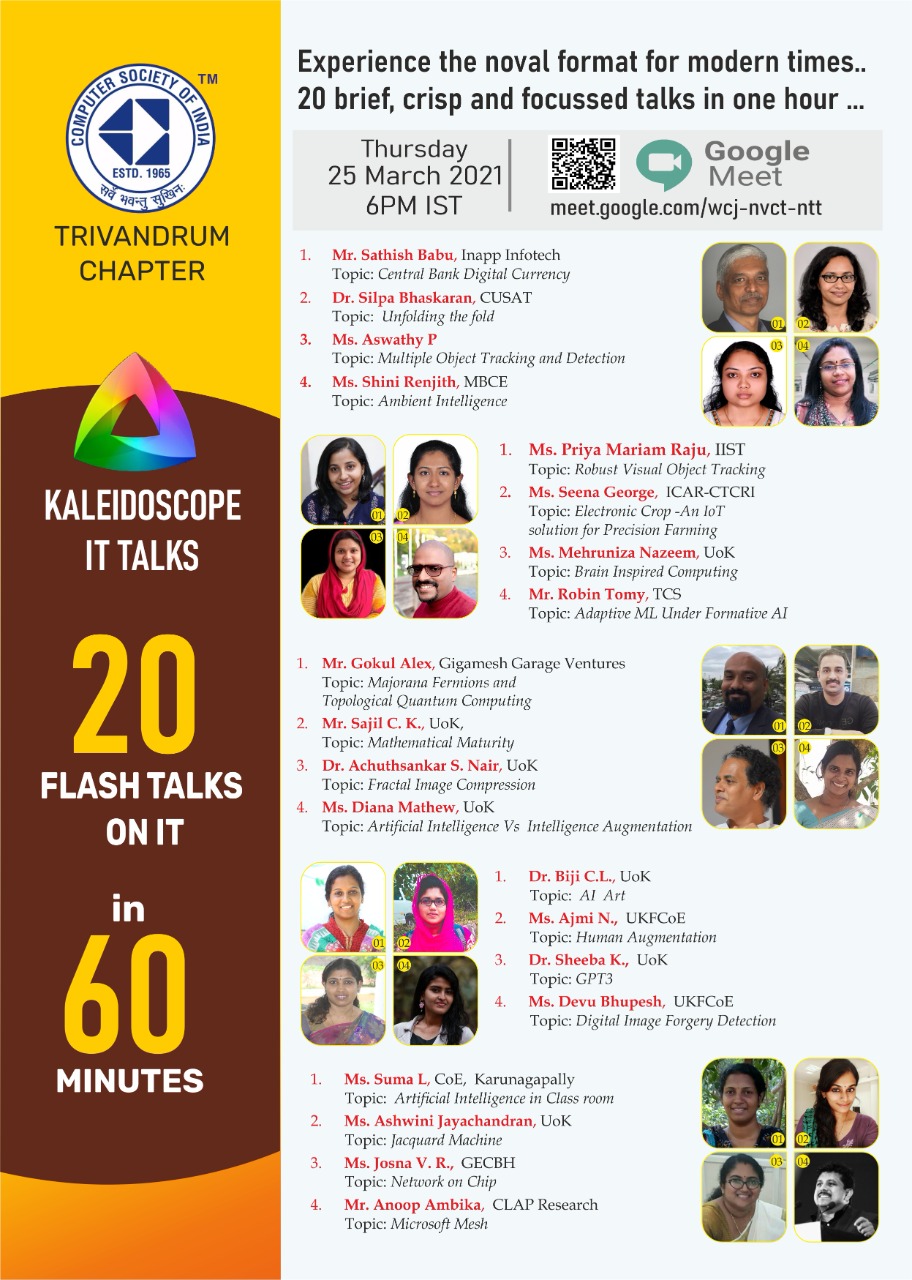 COMPUTER SOCIETY OF INDIA
TM
ESTD. 1965
सर्वे भवन्तु सुखिनः
TRIVANDRUM
CHAPTER
KALEIDOSCOPE
IT TALKS
20
FLASH TALKS
ON IT
in
60
MINUTES
Experience the noval format for modern times..
20 brief, crisp and focussed talks in one hour ...
Thursday
25 March 2021
6PM IST
Google
Meet
meet.google.com/wcj-nvct-ntt
1. Mr. Sathish Babu, Inapp Infotech
Topic: Central Bank Digital Currency
2. Dr. Silpa Bhaskaran, CUSAT
Topic: Unfolding the fold
3. Ms. Aswathy P
Topic: Multiple Object Tracking and Detection
4. Ms. Shini Renjith, MBCE
Topic: Ambient Intelligence
01
02
03
04
01
02
03
04
1. Ms. Priya Mariam Raju, IIST
Topic: Robust Visual Object Tracking
2. Ms. Seena George, ICAR-CTCRI
Topic: Electronic Crop -An IoT
solution for Precision Farming
3. Ms. Mehruniza Nazeem, UoK
Topic: Brain Inspired Computing
4. Mr. Robin Tomy, TCS
Topic: Adaptive ML Under Formative AI
1. Mr. Gokul Alex, Gigamesh Garage Ventures
Topic: Majorana Fermions and
Topological Quantum Computing
2. Mr. Sajil C. K., UoK,
Topic: Mathematical Maturity
3. Dr. Achuthsankar S. Nair, UoK
Topic: Fractal Image Compression
4. Ms. Diana Mathew, UoK
Topic: Artificial Intelligence Vs Intelligence Augmentation
01
02
03
04
01
02
03
04
1. Dr. Biji C.L., UoK
Topic: AI Art
2. Ms. Ajmi N., UKFCoE
Topic: Human Augmentation
3. Dr. Sheeba K., UoK
Topic: GPT3
4. Ms. Devu Bhupesh, UKFCoE
Topic: Digital Image Forgery Detection
1. Ms. Suma L, CoE, Karunagapally
Topic: Artificial Intelligence in Class room
2. Ms. Ashwini Jayachandran, UoK
Topic: Jacquard Machine
3. Ms. Josna V. R., GECBH
Topic: Network on Chip
4. Mr. Anoop Ambika, CLAP Research
Topic: Microsoft Mesh
01
02
03
04